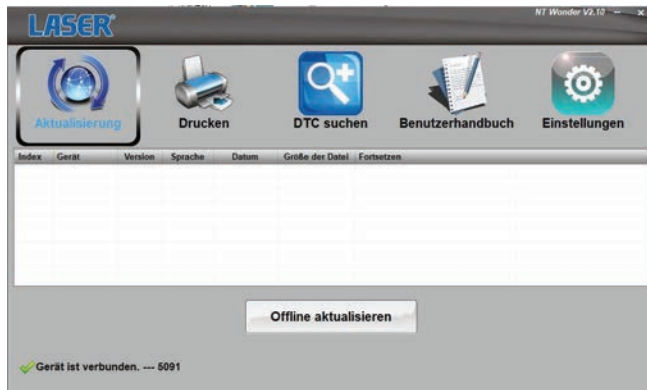 NT Wonder V2.10
LASER®
Aktualisierung
Drucken
DTC suchen
Benutzerhandbuch
Einstellungen
Index Gerät Version Sprache Datum Größe der Datei Fortsetzen
Offline aktualisieren
Gerät ist verbunden. --- 5091